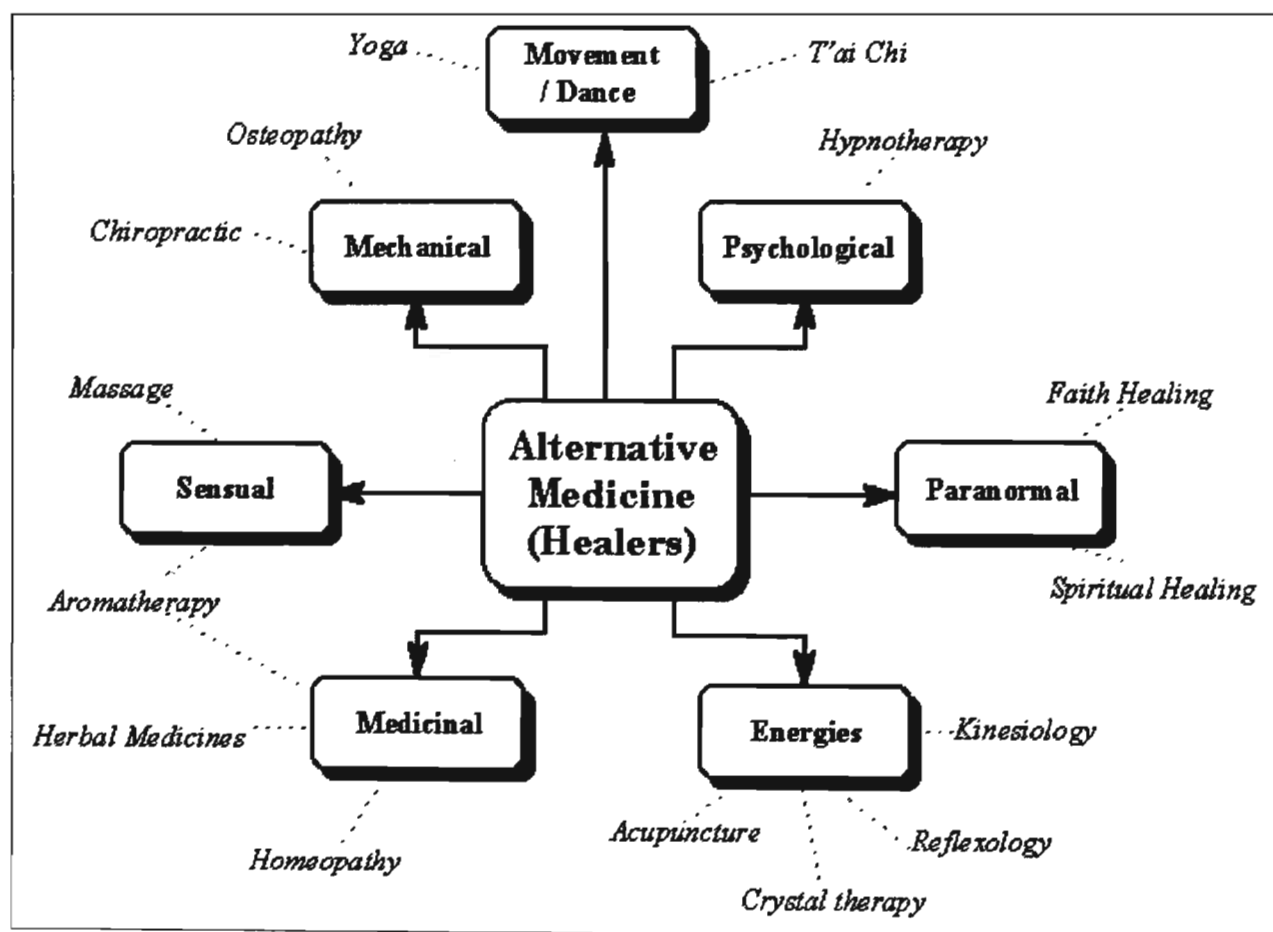 Yoga
Movement
/ Dance
T'ai Chi
Osteopathy
Hypnotherapy
Chiropractic
Mechanical
Psychological
Massage
Faith Healing
Alternative
Medicine
(Healers)
Sensual
Paranormal
Aromatherapy
Spiritual Healing
Herbal Medicines
Medicinal
Energies
Kinesiology
Acupuncture
Reflexology
Homeopathy
Crystal therapy